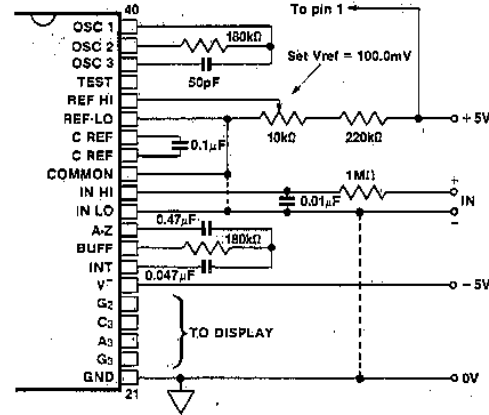 40
To pin 1
OSC 1
OSC 2
180kΩ
OSC 3
50pF
Set Vref = 100.0mV
TEST
REF HI
REF-LO
10kΩ
220kΩ
+5V
C REF
0.1µF
C REF
COMMON
1MΩ
+
IN HI
0.01µF
IN
IN LO
−
0.47µF
A-Z
180kΩ
BUFF
INT
0.047µF
V−
−5V
G2
C3
TO DISPLAY
A3
G3
GND
0V
21